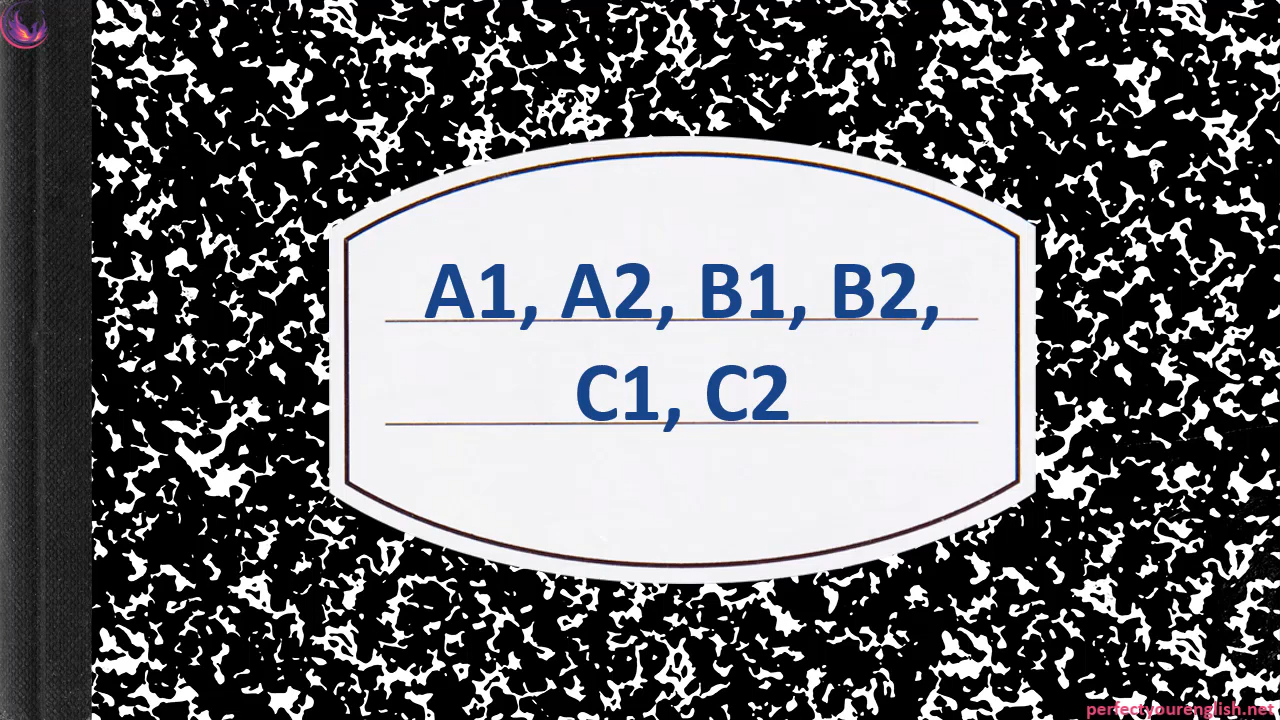 A1, A2, B1, B2,
C1, C2
perfectyourenglish.net